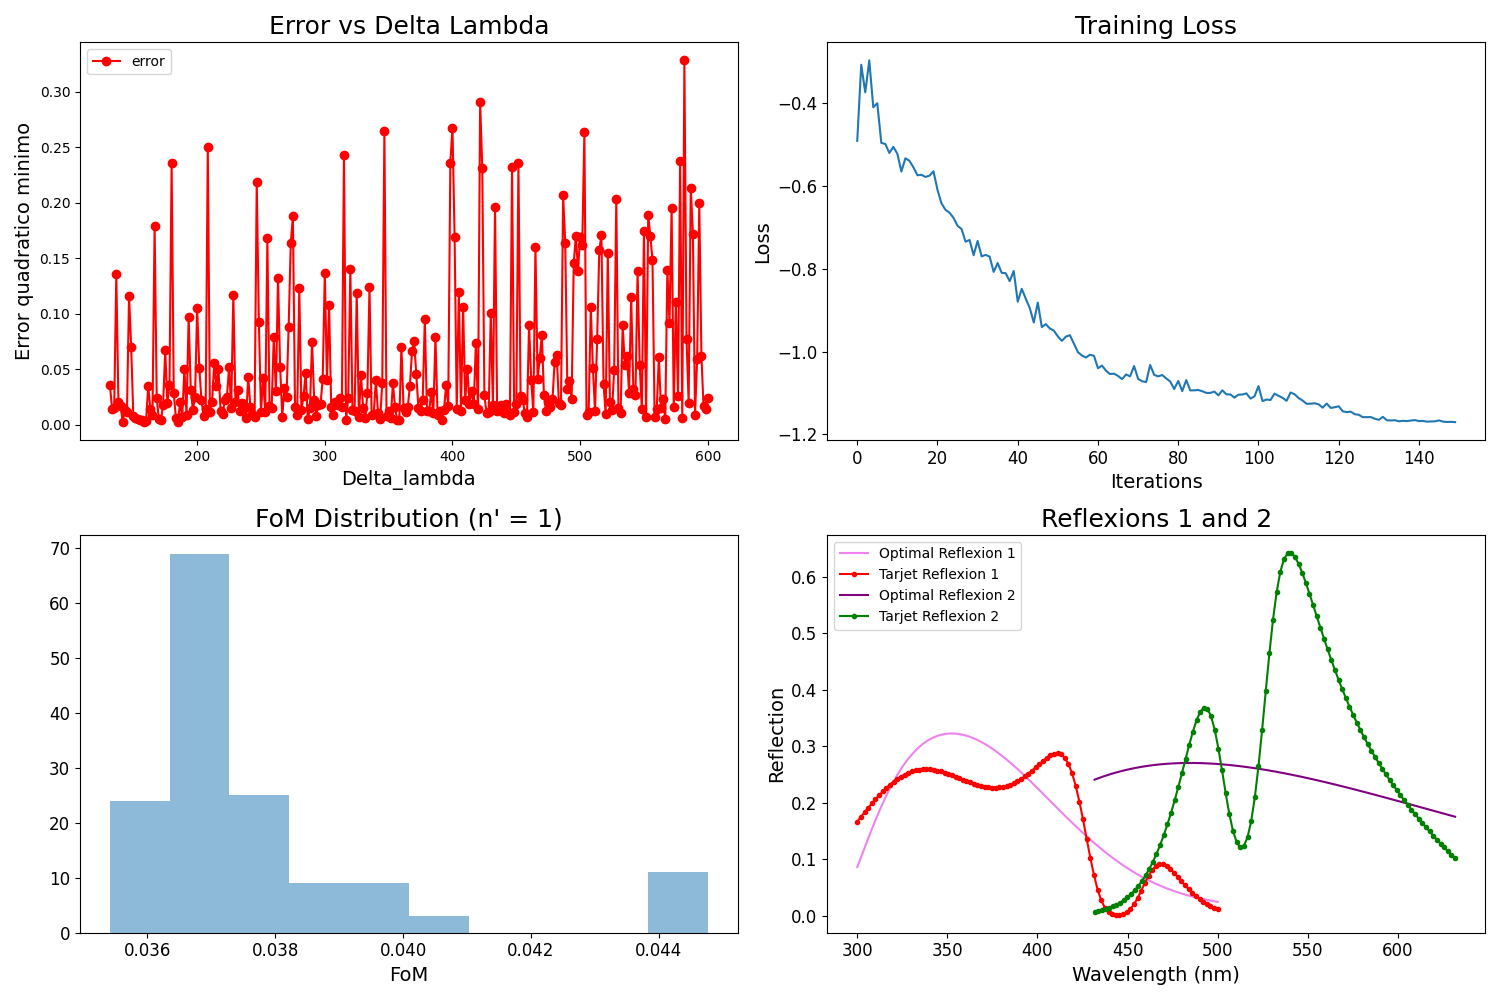 Error vs Delta Lambda
error
Error quadratico minimo
0.30
0.25
0.20
0.15
0.10
0.05
0.00
200 300 400 500 600
Delta_lambda
Training Loss
Loss
−0.4
−0.6
−0.8
−1.0
−1.2
0 20 40 60 80 100 120 140
Iterations
FoM Distribution (n' = 1)
70
60
50
40
30
20
10
0
0.036 0.038 0.040 0.042 0.044
FoM
Reflexions 1 and 2
Optimal Reflexion 1
Tarjet Reflexion 1
Optimal Reflexion 2
Tarjet Reflexion 2
Reflection
0.6
0.5
0.4
0.3
0.2
0.1
0.0
300 350 400 450 500 550 600
Wavelength (nm)